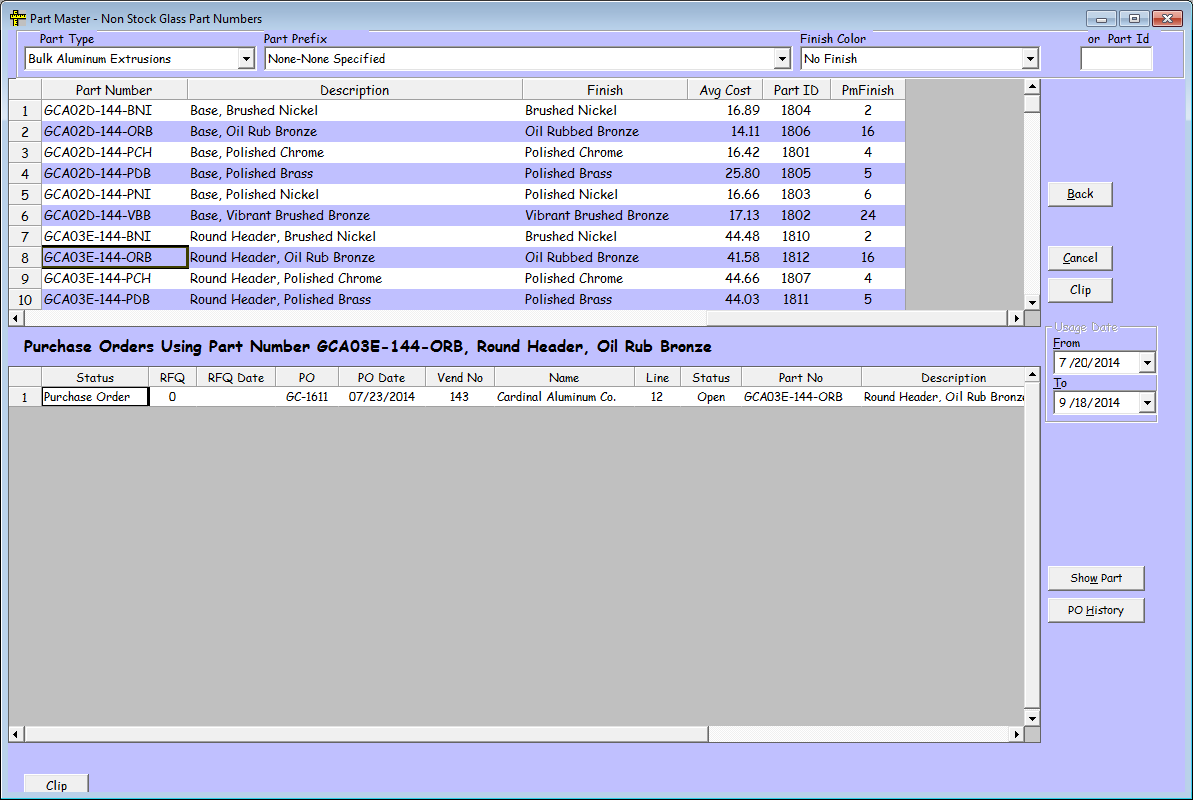 Part Master - Non Stock Glass Part Numbers
Part Type Part Prefix Finish Color or Part Id
Bulk Aluminum Extrusions None-None Specified No Finish
Part Number Description Finish Avg Cost Part ID PmFinish
1 GCA02D-144-BNI Base, Brushed Nickel Brushed Nickel 16.89 1804 2
2 GCA02D-144-ORB Base, Oil Rub Bronze Oil Rubbed Bronze 14.11 1806 16
3 GCA02D-144-PCH Base, Polished Chrome Polished Chrome 16.42 1801 4
4 GCA02D-144-PDB Base, Polished Brass Polished Brass 25.80 1805 5
5 GCA02D-144-PNI Base, Polished Nickel Polished Nickel 16.66 1803 6
6 GCA02D-144-VBB Base, Vibrant Brushed Bronze Vibrant Brushed Bronze 17.13 1802 24
7 GCA03E-144-BNI Round Header, Brushed Nickel Brushed Nickel 44.48 1810 2
8 GCA03E-144-ORB Round Header, Oil Rub Bronze Oil Rubbed Bronze 41.58 1812 16
9 GCA03E-144-PCH Round Header, Polished Chrome Polished Chrome 44.66 1807 4
10 GCA03E-144-PDB Round Header, Polished Brass Polished Brass 44.03 1811 5
Back
Cancel
Clip
Usage Date
From
7 /20/2014
To
9 /18/2014
Purchase Orders Using Part Number GCA03E-144-ORB, Round Header, Oil Rub Bronze
Status RFQ RFQ Date PO PO Date Vend No Name Line Status Part No Description
1 Purchase Order 0 GC-1611 07/23/2014 143 Cardinal Aluminum Co. 12 Open GCA03E-144-ORB Round Header, Oil Rub Bronze
Show Part
PO History
Clip